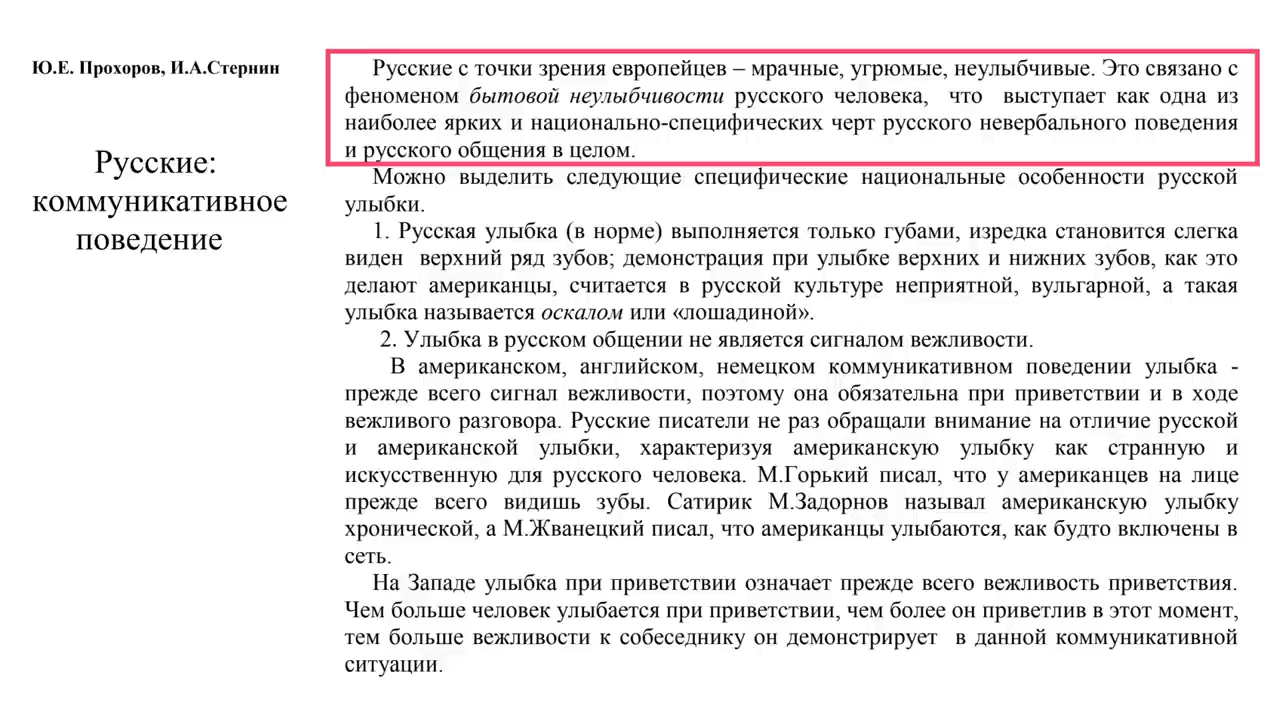 Ю.Е. Прохоров, И.А.Стернин
Русские:
коммуникативное
поведение
Русские с точки зрения европейцев – мрачные, угрюмые, неулыбчивые. Это связано с
феноменом бытовой неулыбчивости русского человека, что выступает как одна из
наиболее ярких и национально-специфических черт русского невербального поведения
и русского общения в целом.
Можно выделить следующие специфические национальные особенности русской
улыбки.
1. Русская улыбка (в норме) выполняется только губами, изредка становится слегка
виден верхний ряд зубов; демонстрация при улыбке верхних и нижних зубов, как это
делают американцы, считается в русской культуре неприятной, вульгарной, а такая
улыбка называется оскалом или «лошадиной».
2. Улыбка в русском общении не является сигналом вежливости.
В американском, английском, немецком коммуникативном поведении улыбка -
прежде всего сигнал вежливости, поэтому она обязательна при приветствии и в ходе
вежливого разговора. Русские писатели не раз обращали внимание на отличие русской
и американской улыбки, характеризуя американскую улыбку как странную и
искусственную для русского человека. М.Горький писал, что у американцев на лице
прежде всего видишь зубы. Сатирик М.Задорнов называл американскую улыбку
хронической, а М.Жванецкий писал, что американцы улыбаются, как будто включены в
сеть.
На Западе улыбка при приветствии означает прежде всего вежливость приветствия.
Чем больше человек улыбается при приветствии, чем более он приветлив в этот момент,
тем больше вежливости к собеседнику он демонстрирует в данной коммуникативной
ситуации.